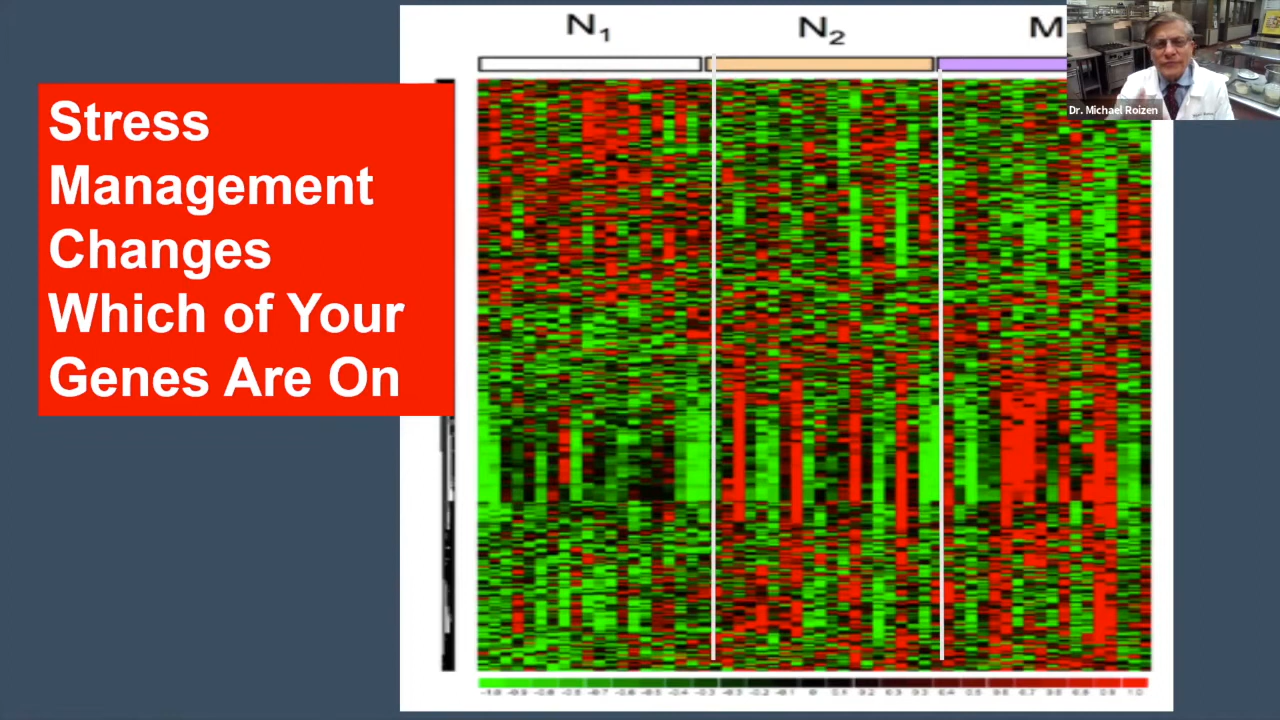 N₁ N₂ M
Dr. Michael Roizen
Stress
Management
Changes
Which of Your
Genes Are On